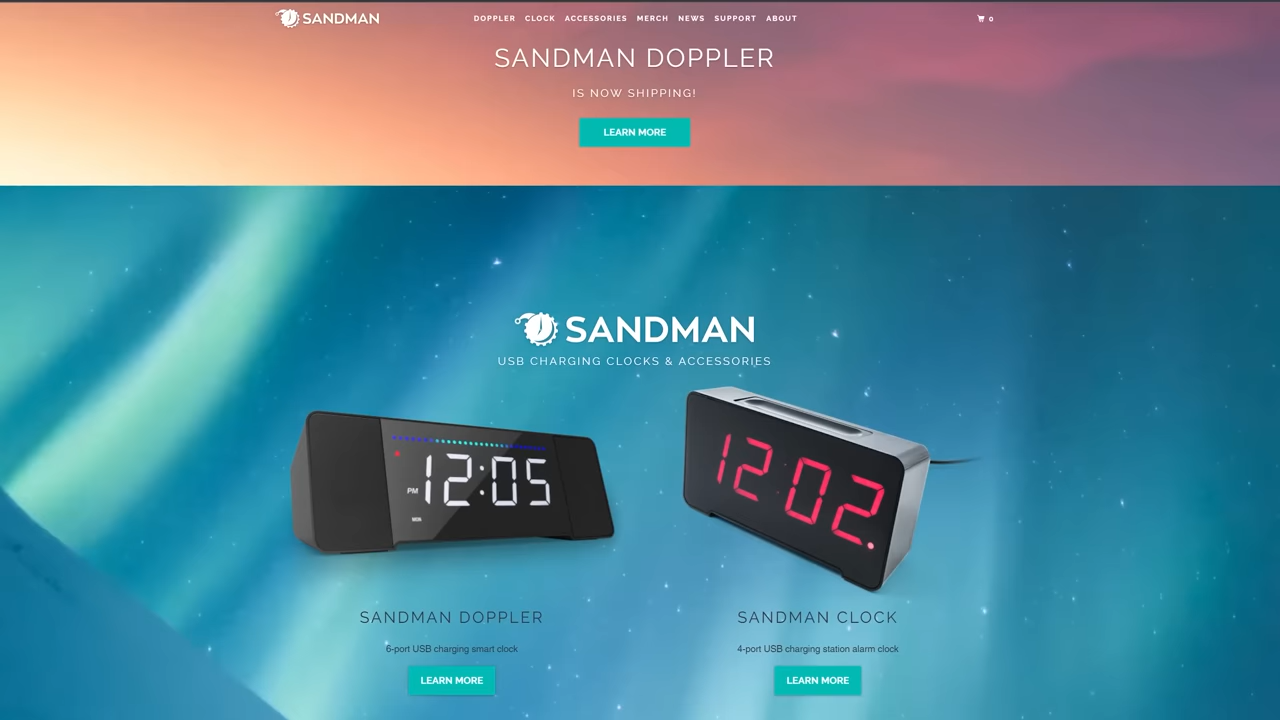 SANDMAN
DOPPLER CLOCK ACCESSORIES MERCH NEWS SUPPORT ABOUT
0
SANDMAN DOPPLER
IS NOW SHIPPING!
LEARN MORE
SANDMAN
USB CHARGING CLOCKS & ACCESSORIES
PM 12:05
MON
12 02.
SANDMAN DOPPLER
SANDMAN CLOCK
6-port USB charging smart clock
4-port USB charging station alarm clock
LEARN MORE
LEARN MORE